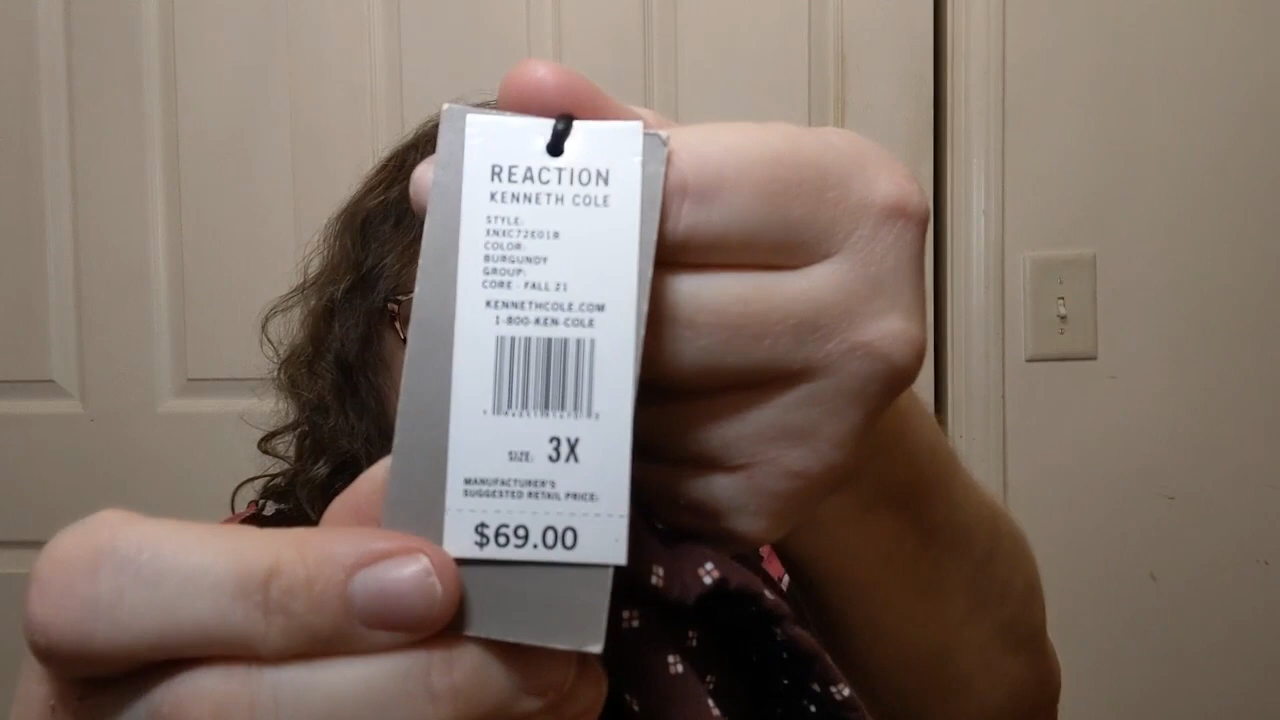 REACTION
KENNETH COLE
STYLE:
XNXC72E01B
COLOR:
BURGUNDY
GROUP:
CORE - FALL 21
KENNETHCOLE.COM
1-800-KEN-COLE
SIZE: 3X
MANUFACTURER'S
SUGGESTED RETAIL PRICE:
$69.00